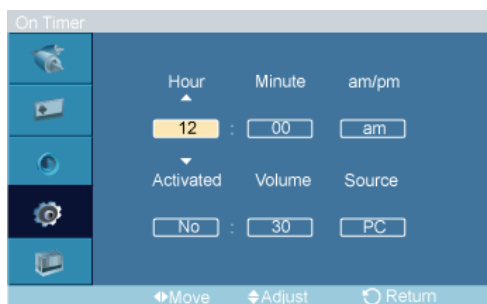 On Timer
Hour Minute am/pm
12 : 00 am
Activated Volume Source
No : 30 PC
Move Adjust Return